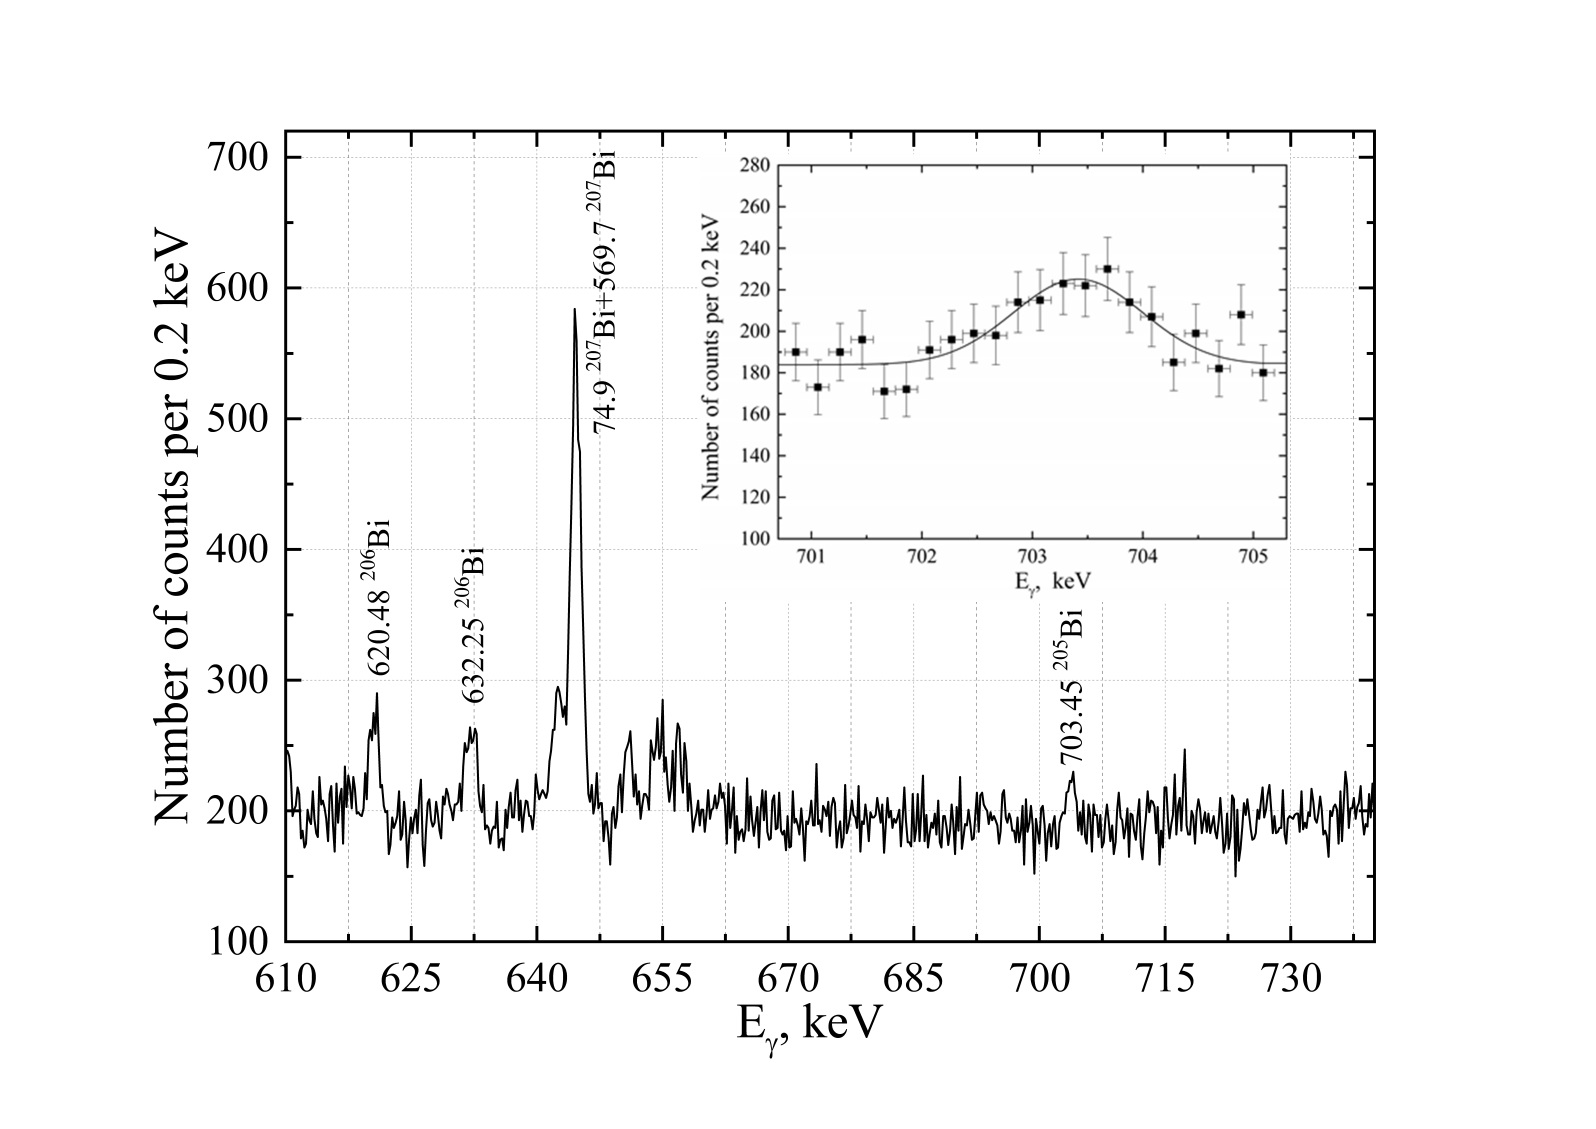 Number of counts per 0.2 keV
700
600
500
400
300
200
100
610 625 640 655 670 685 700 715 730
E_γ, keV
620.48 ²⁰⁶Bi
632.25 ²⁰⁶Bi
74.9 ²⁰⁷Bi+569.7 ²⁰⁷Bi
703.45 ²⁰⁵Bi
Number of counts per 0.2 keV
280
260
240
220
200
180
160
140
120
100
701 702 703 704 705
E_γ, keV